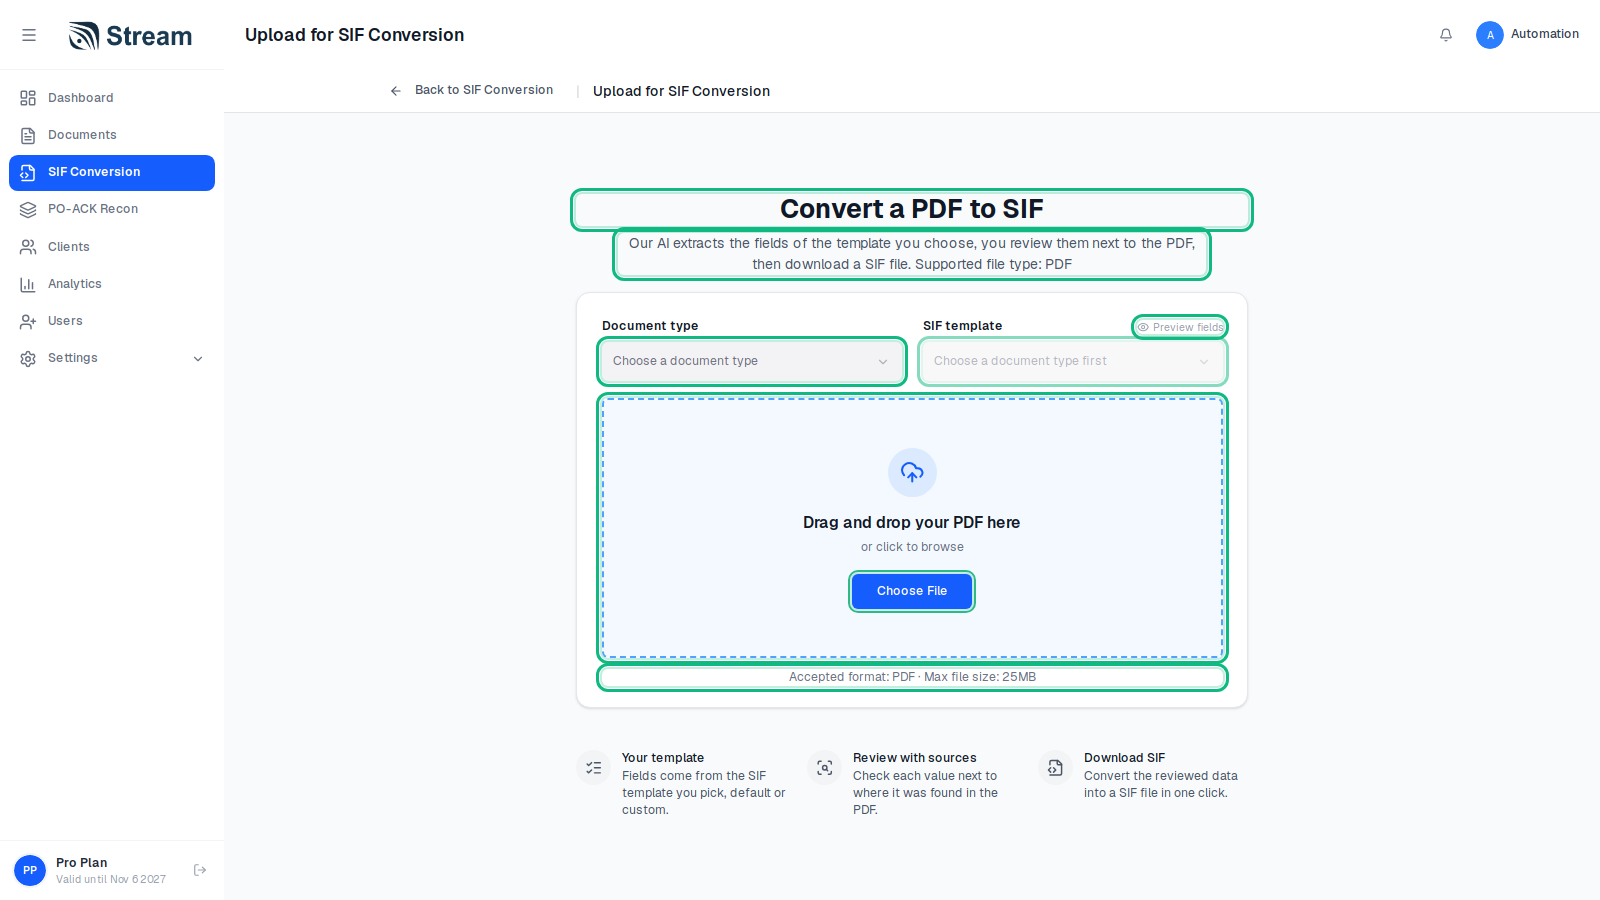 Stream
Upload for SIF Conversion
A
Automation
Back to SIF Conversion
Upload for SIF Conversion
Dashboard
Documents
SIF Conversion
PO-ACK Recon
Clients
Analytics
Users
Settings
Convert a PDF to SIF
Our AI extracts the fields of the template you choose, you review them next to the PDF,
then download a SIF file. Supported file type: PDF
Document type
SIF template
Preview fields
Choose a document type
Choose a document type first
Drag and drop your PDF here
or click to browse
Choose File
Accepted format: PDF · Max file size: 25MB
Your template
Fields come from the SIF
template you pick, default or
custom.
Review with sources
Check each value next to
where it was found in the
PDF.
Download SIF
Convert the reviewed data
into a SIF file in one click.
PP
Pro Plan
Valid until Nov 6 2027